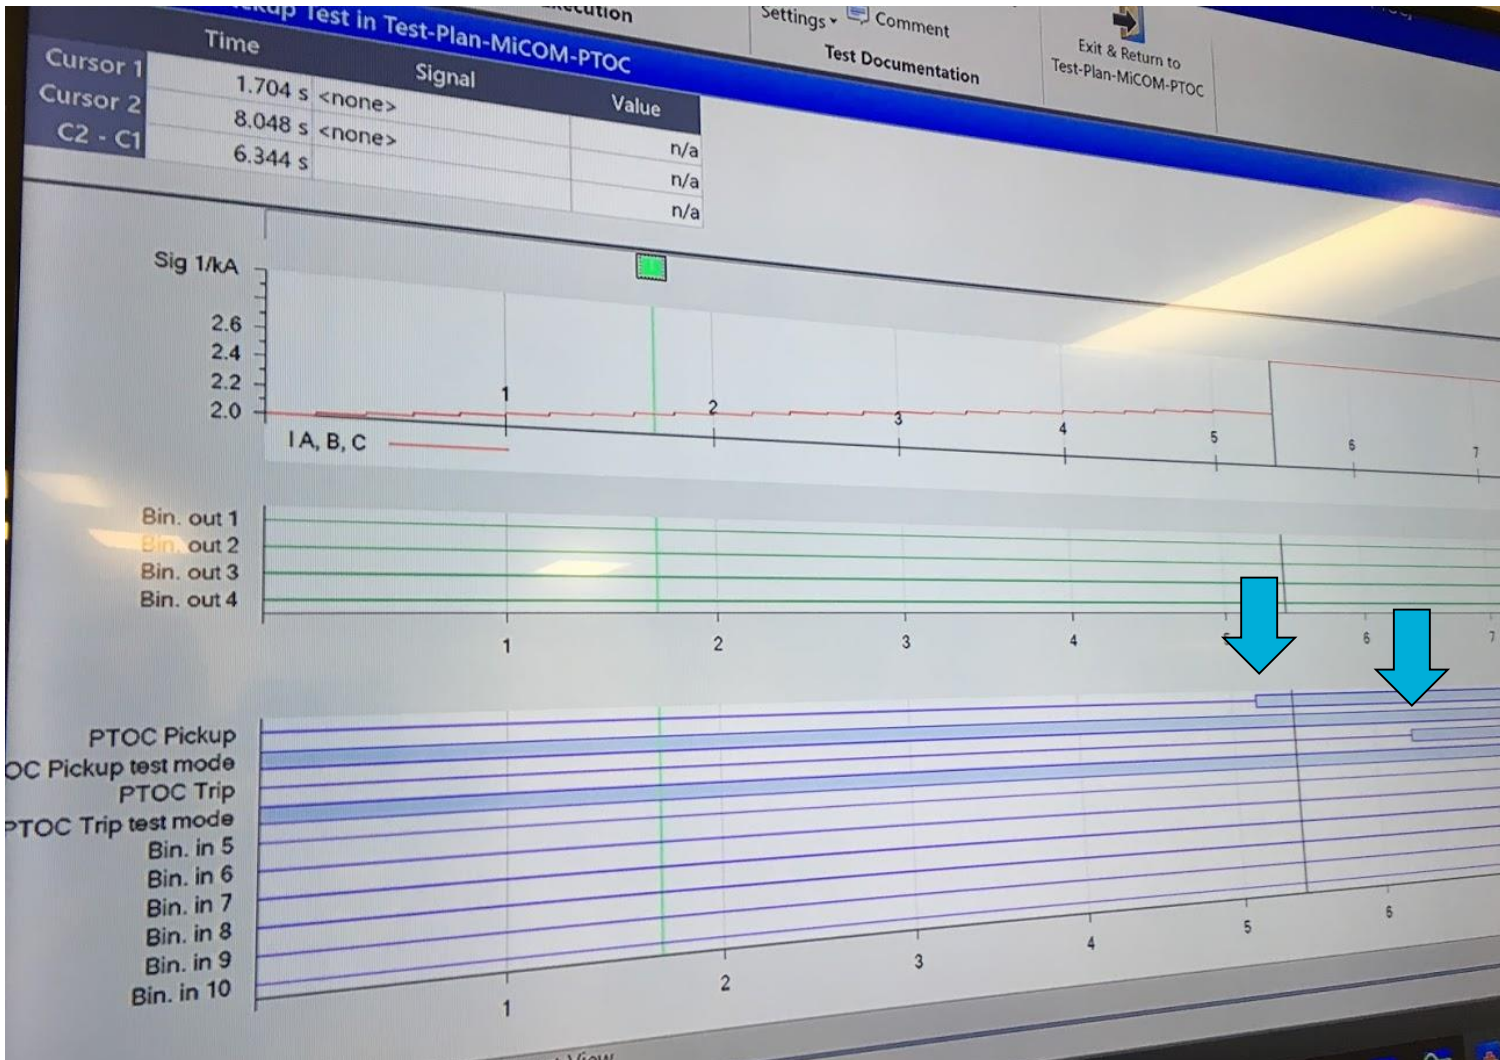 Test in Test-Plan-MiCOM-PTOC
Settings
Comment
Test Documentation
Exit & Return to
Test-Plan-MiCOM-PTOC
Time Signal Value
Cursor 1 1.704 s <none> n/a
Cursor 2 8.048 s <none> n/a
C2 - C1 6.344 s n/a
Sig 1/kA
2.6
2.4
2.2
2.0
1 2 3 4 5 6 7
I A, B, C
Bin. out 1
Bin. out 2
Bin. out 3
Bin. out 4
1 2 3 4 5 6 7
PTOC Pickup
OC Pickup test mode
PTOC Trip
PTOC Trip test mode
Bin. in 5
Bin. in 6
Bin. in 7
Bin. in 8
Bin. in 9
Bin. in 10
1 2 3 4 5 6
View